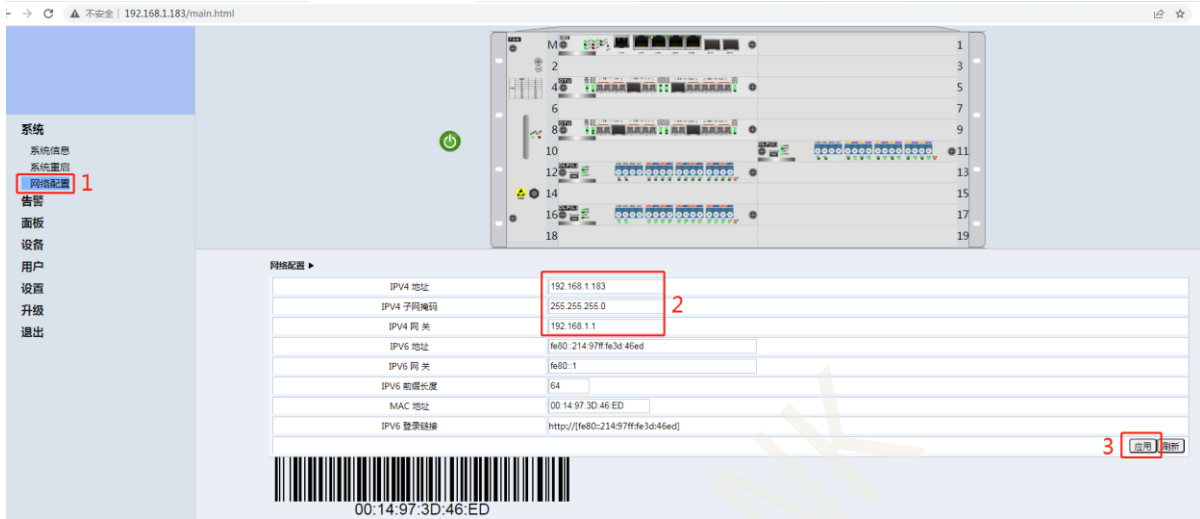 不安全 | 192.168.1.183/main.html
系统
系统信息
系统重启
网络配置 1
告警
面板
设备
用户
设置
升级
退出
M 1
2 3
4 5
6 7
8 9
10 11
12 13
14 15
16 17
18 19
网络配置 ▶
IPV4 地址 192.168.1.183
IPV4 子网掩码 255.255.255.0 2
IPV4 网 关 192.168.1.1
IPV6 地址 fe80::214:97ff:fe3d:46ed
IPV6 网 关 fe80::1
IPV6 前缀长度 64
MAC 地址 00:14:97:3D:46:ED
IPV6 登录链接 http://[fe80::214:97ff:fe3d:46ed]
3 应用 刷新
00:14:97:3D:46:ED